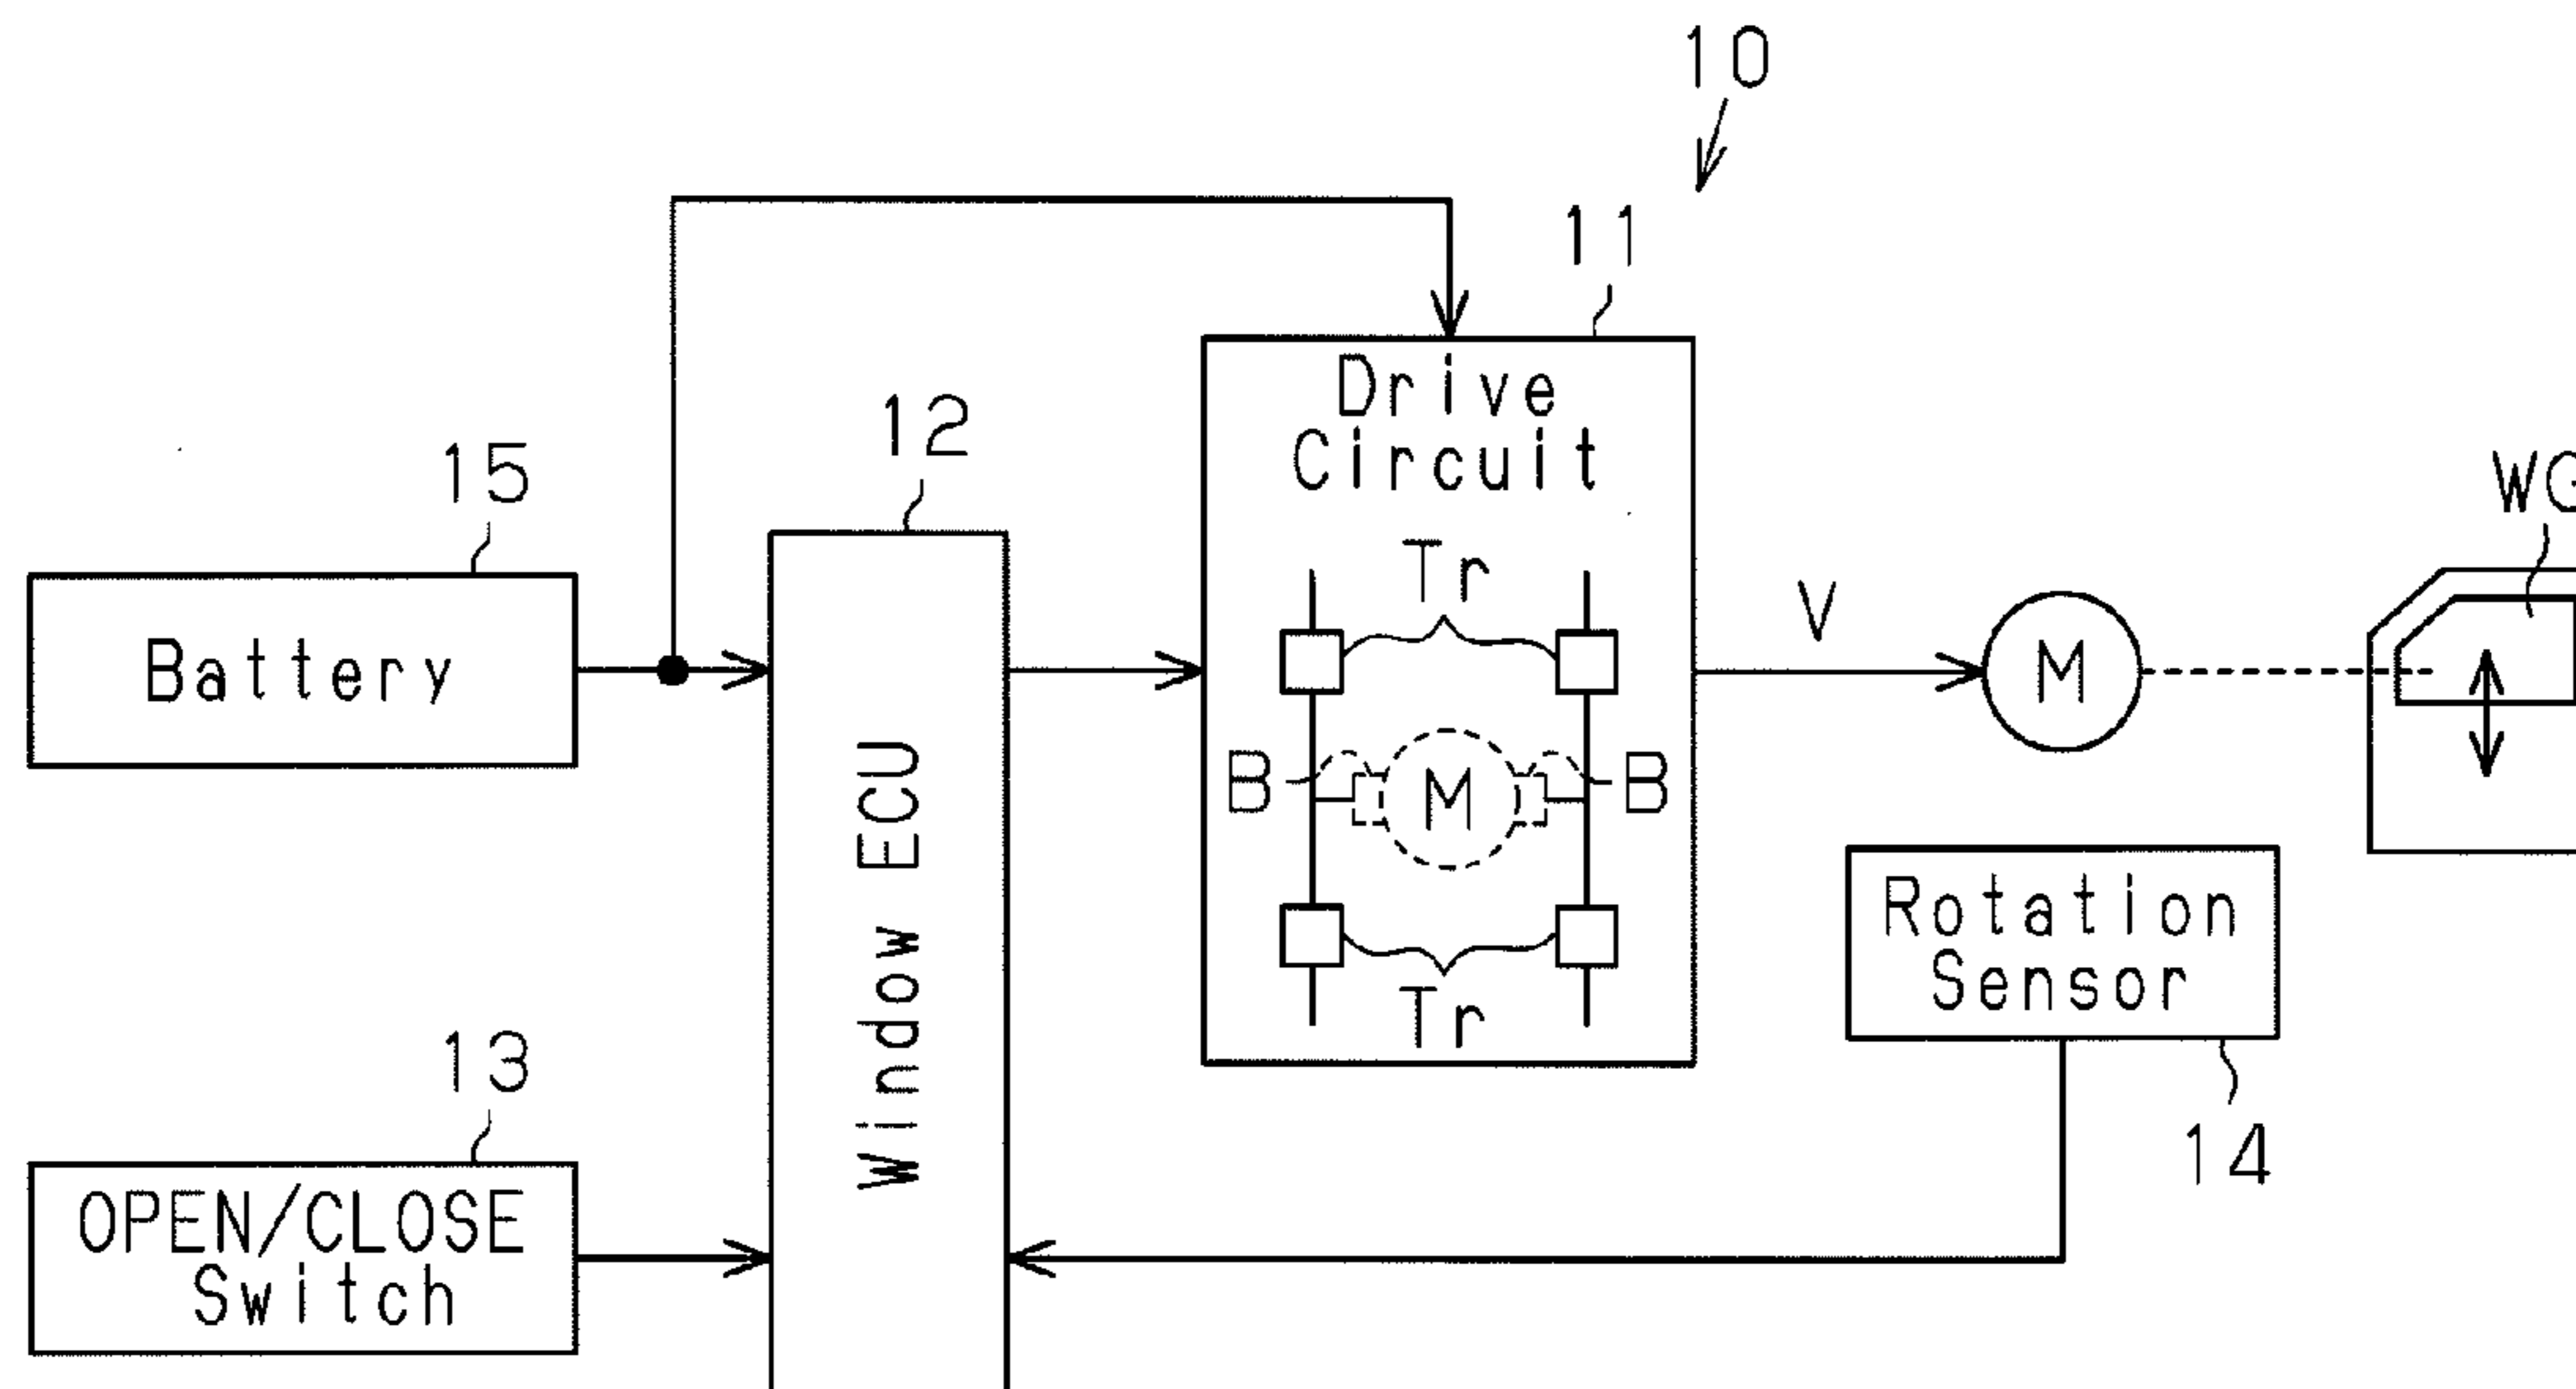 10
11
Drive
Circuit
12
15
WG
Tr
V
Battery
M
B
M
B
Window ECU
Rotation
Sensor
Tr
13
14
OPEN/CLOSE
Switch